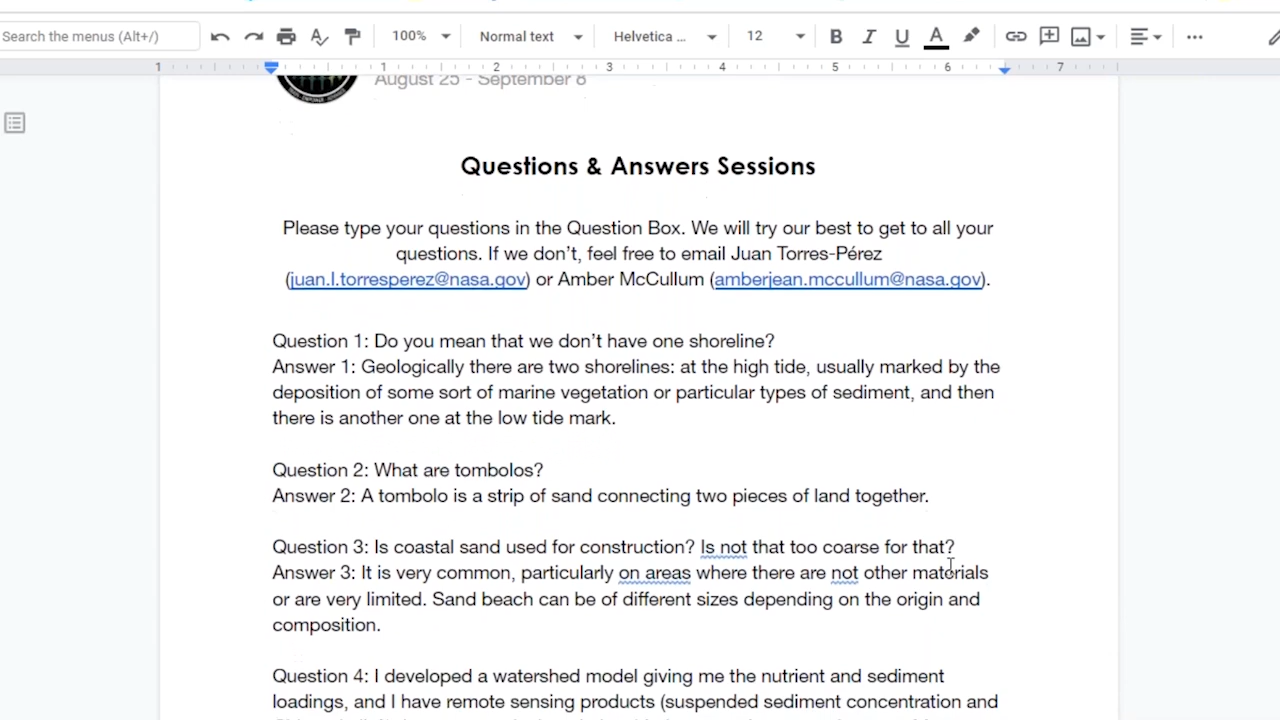 Search the menus (Alt+/)
100%
Normal text
Helvetica ...
12
B I U A
1 1 2 3 4 5 6 7
August 25 - September 8
Questions & Answers Sessions
Please type your questions in the Question Box. We will try our best to get to all your
questions. If we don't, feel free to email Juan Torres-Pérez
(juan.l.torresperez@nasa.gov) or Amber McCullum (amberjean.mccullum@nasa.gov).
Question 1: Do you mean that we don't have one shoreline?
Answer 1: Geologically there are two shorelines: at the high tide, usually marked by the
deposition of some sort of marine vegetation or particular types of sediment, and then
there is another one at the low tide mark.
Question 2: What are tombolos?
Answer 2: A tombolo is a strip of sand connecting two pieces of land together.
Question 3: Is coastal sand used for construction? Is not that too coarse for that?
Answer 3: It is very common, particularly on areas where there are not other materials
or are very limited. Sand beach can be of different sizes depending on the origin and
composition.
Question 4: I developed a watershed model giving me the nutrient and sediment
loadings, and I have remote sensing products (suspended sediment concentration and